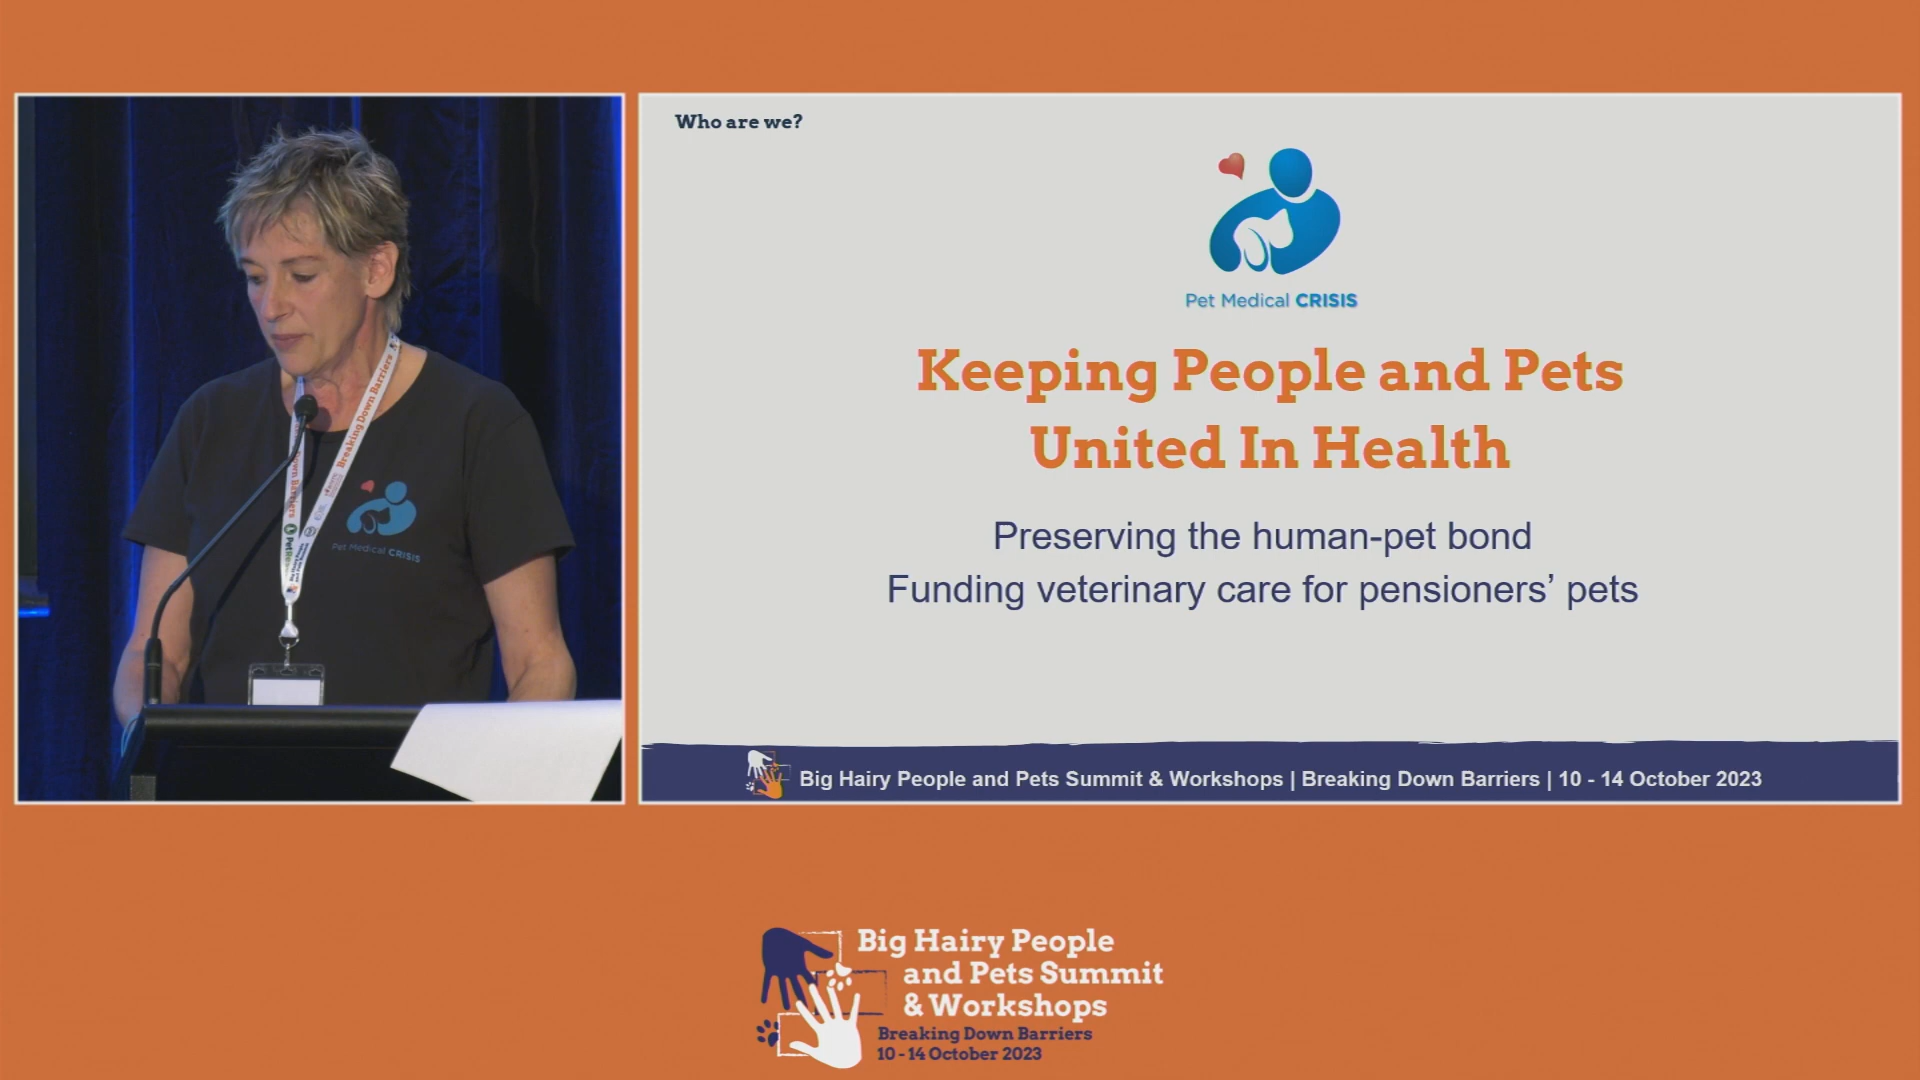 Who are we?
Pet Medical CRISIS
Keeping People and Pets
United In Health
Preserving the human-pet bond
Funding veterinary care for pensioners’ pets
Big Hairy People and Pets Summit & Workshops | Breaking Down Barriers | 10 - 14 October 2023
Breaking Down Barriers
Down Barriers
Pet Medical CRISIS
Big Hairy People
and Pets Summit
& Workshops
Breaking Down Barriers
10 - 14 October 2023